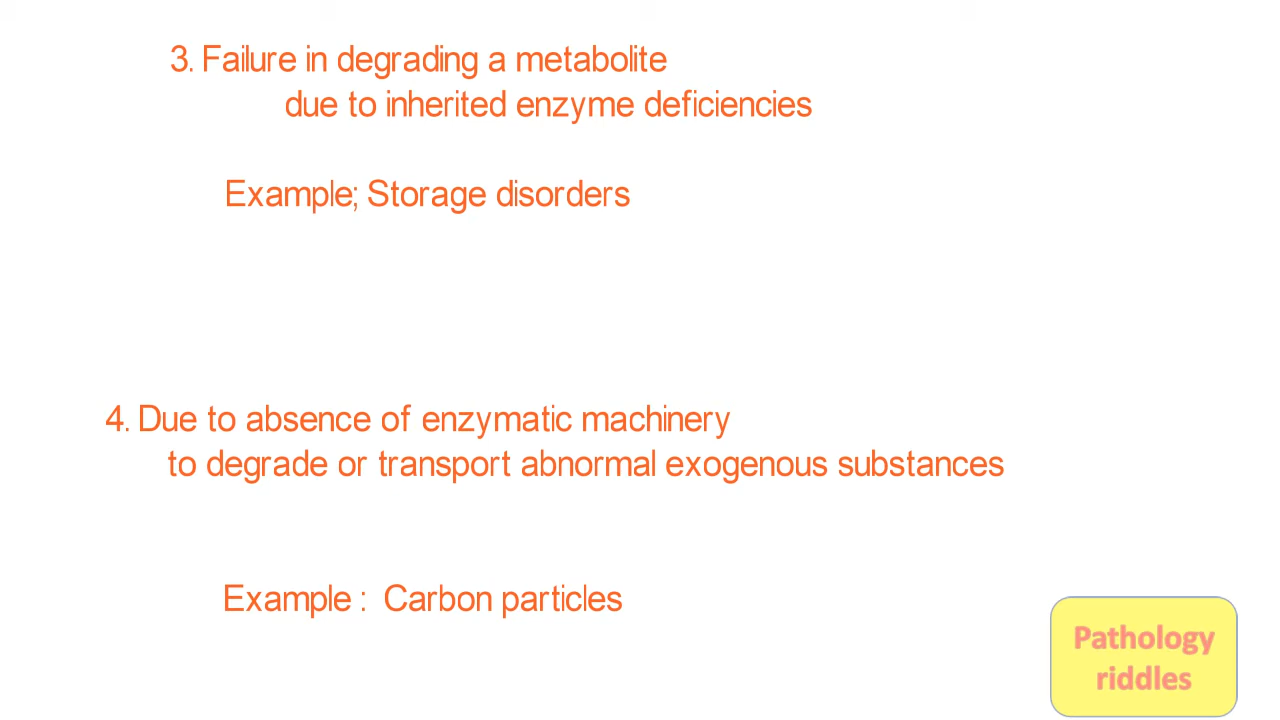 3. Failure in degrading a metabolite
due to inherited enzyme deficiencies
Example; Storage disorders
4. Due to absence of enzymatic machinery
to degrade or transport abnormal exogenous substances
Example : Carbon particles
Pathology
riddles